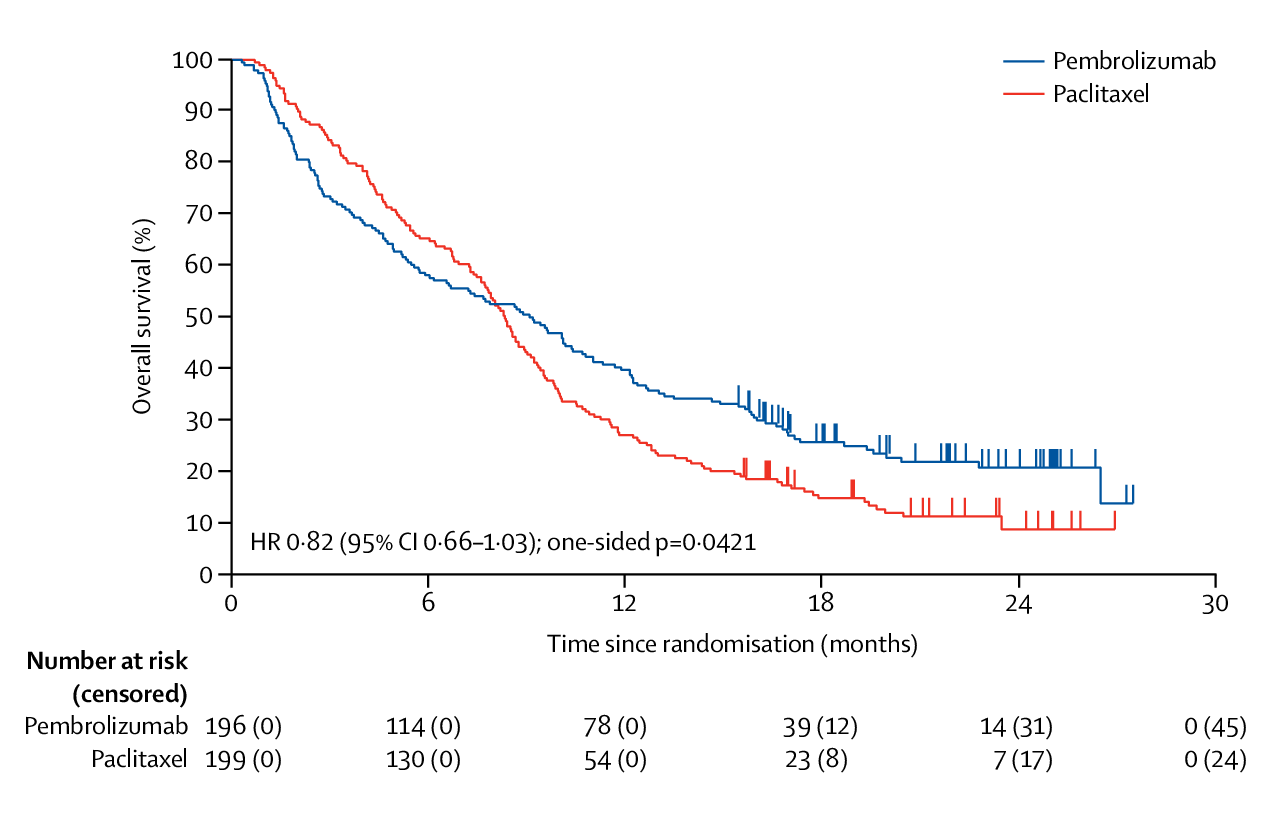 Pembrolizumab
Paclitaxel
100
90
80
70
60
50
40
30
20
10
0
Overall survival (%)
HR 0·82 (95% CI 0·66–1·03); one-sided p=0·0421
0 6 12 18 24 30
Time since randomisation (months)
Number at risk
(censored)
Pembrolizumab 196 (0) 114 (0) 78 (0) 39 (12) 14 (31) 0 (45)
Paclitaxel 199 (0) 130 (0) 54 (0) 23 (8) 7 (17) 0 (24)